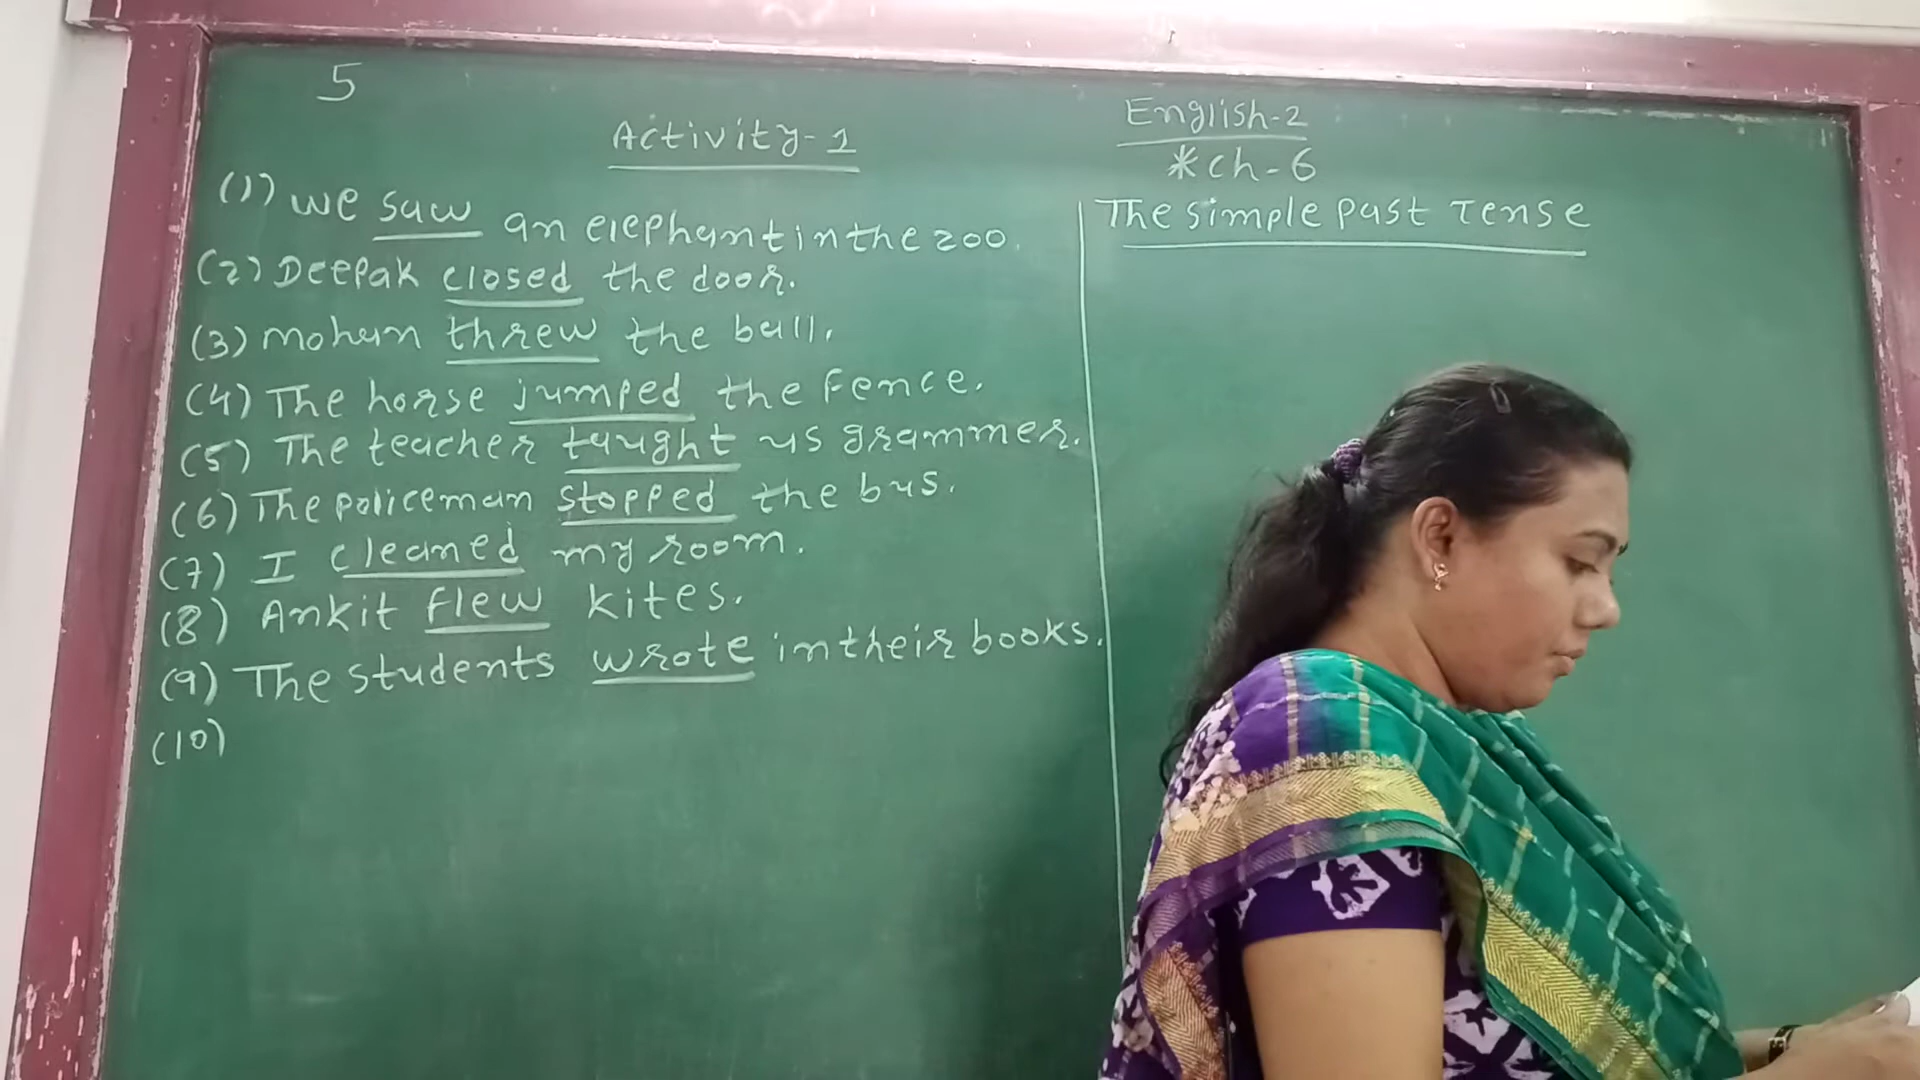 5
Activity-1
(1) we saw an elephant in the zoo.
(2) Deepak closed the door.
(3) mohan threw the ball.
(4) The horse jumped the fence.
(5) The teacher taught us grammer.
(6) The policeman stopped the bus.
(7) I cleaned my room.
(8) Ankit flew kites.
(9) The students wrote in their books.
(10)
English-2
*ch-6
The simple past Tense